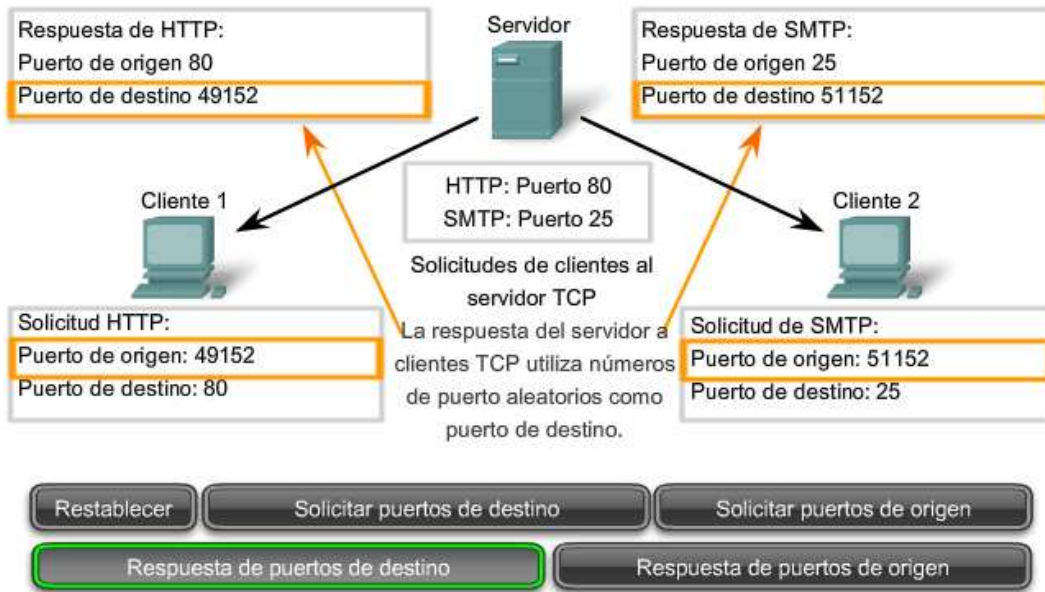 Respuesta de HTTP:
Puerto de origen 80
Puerto de destino 49152
Servidor
Respuesta de SMTP:
Puerto de origen 25
Puerto de destino 51152
HTTP: Puerto 80
SMTP: Puerto 25
Cliente 1
Cliente 2
Solicitudes de clientes al
servidor TCP
La respuesta del servidor a
clientes TCP utiliza números
de puerto aleatorios como
puerto de destino.
Solicitud HTTP:
Puerto de origen: 49152
Puerto de destino: 80
Solicitud de SMTP:
Puerto de origen: 51152
Puerto de destino: 25
Restablecer
Solicitar puertos de destino
Solicitar puertos de origen
Respuesta de puertos de destino
Respuesta de puertos de origen